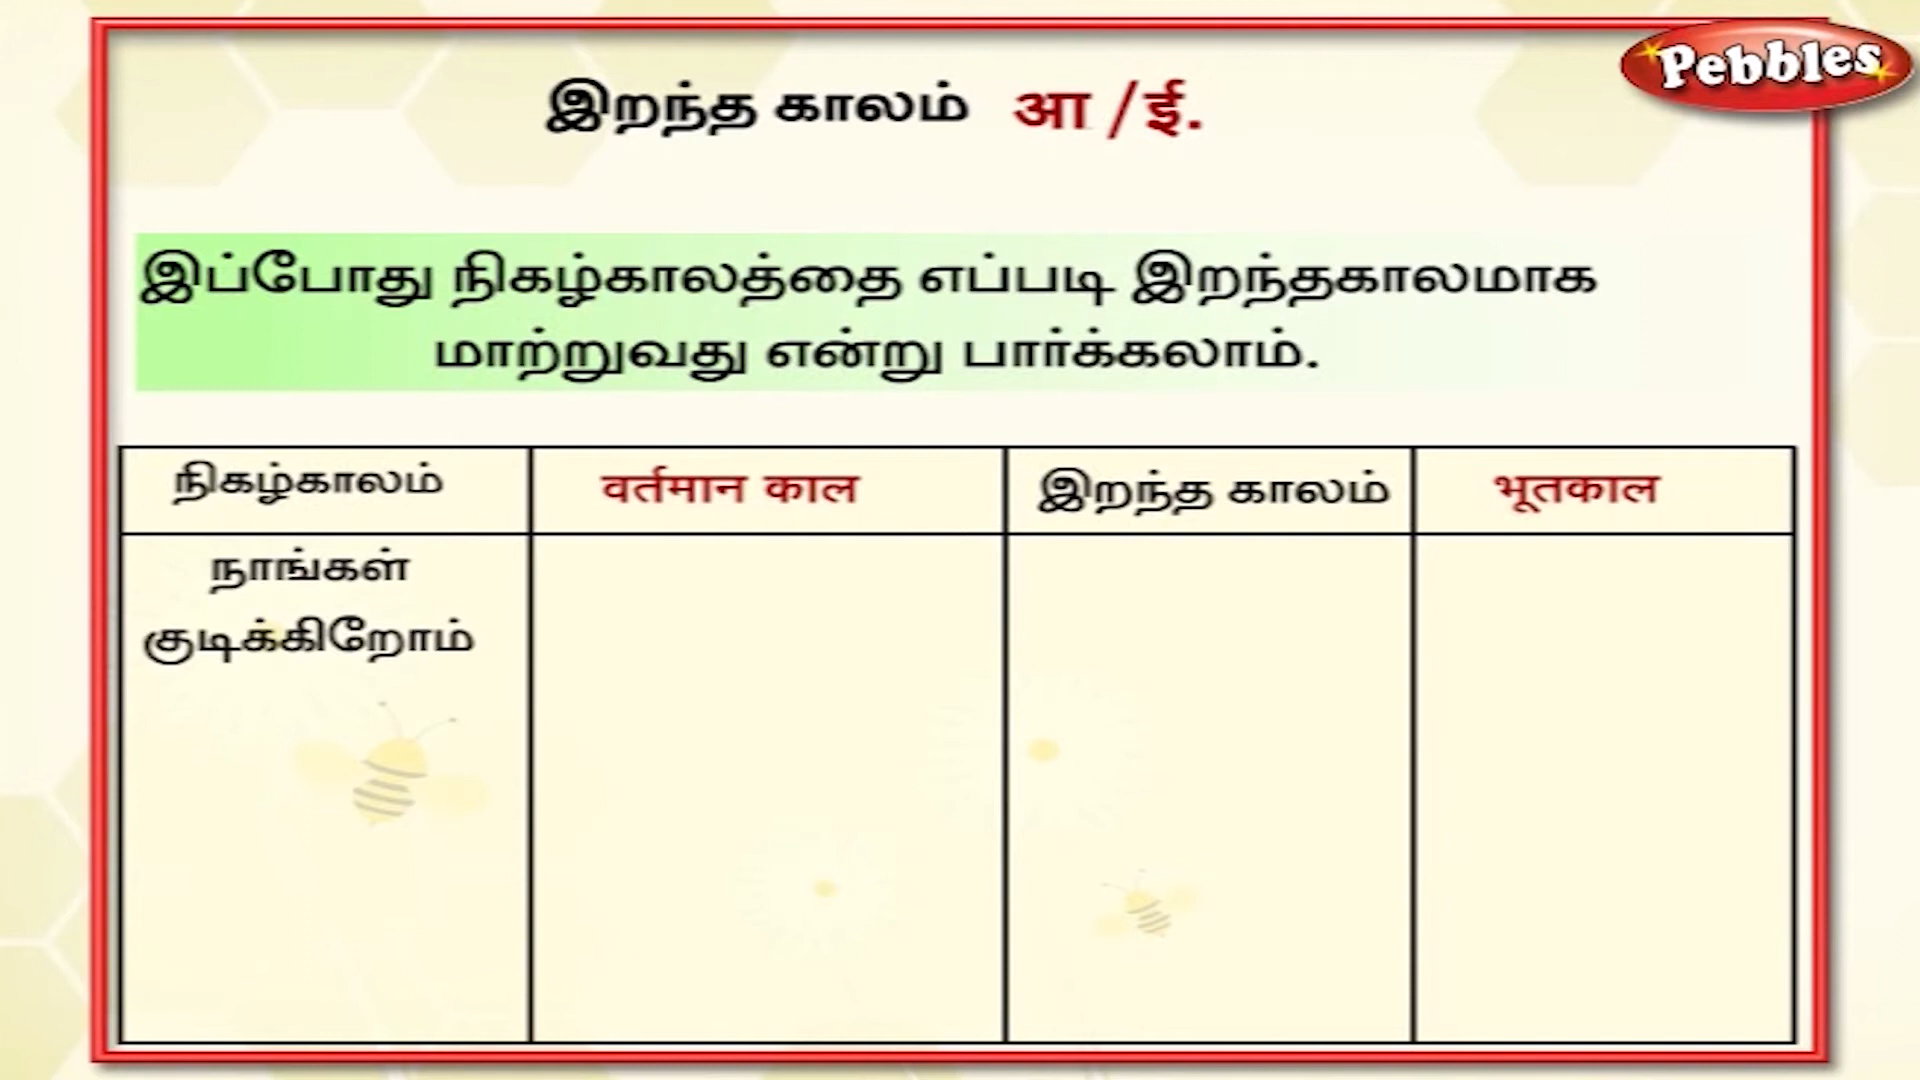 Pebbles
இறந்த காலம் आ / ई.
இப்போது நிகழ்காலத்தை எப்படி இறந்தகாலமாக
மாற்றுவது என்று பார்க்கலாம்.
நிகழ்காலம் वर्तमान काल இறந்த காலம் भूतकाल
நாங்கள்
குடிக்கிறோம்